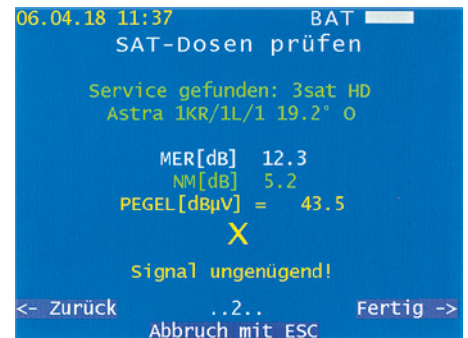 06.04.18 11:37 BAT
SAT-Dosen prüfen
Service gefunden: 3sat HD
Astra 1KR/1L/1 19.2° O
MER[dB] 12.3
NM[dB] 5.2
PEGEL[dBµV] = 43.5
X
Signal ungenügend!
<- Zurück ..2.. Fertig ->
Abbruch mit ESC